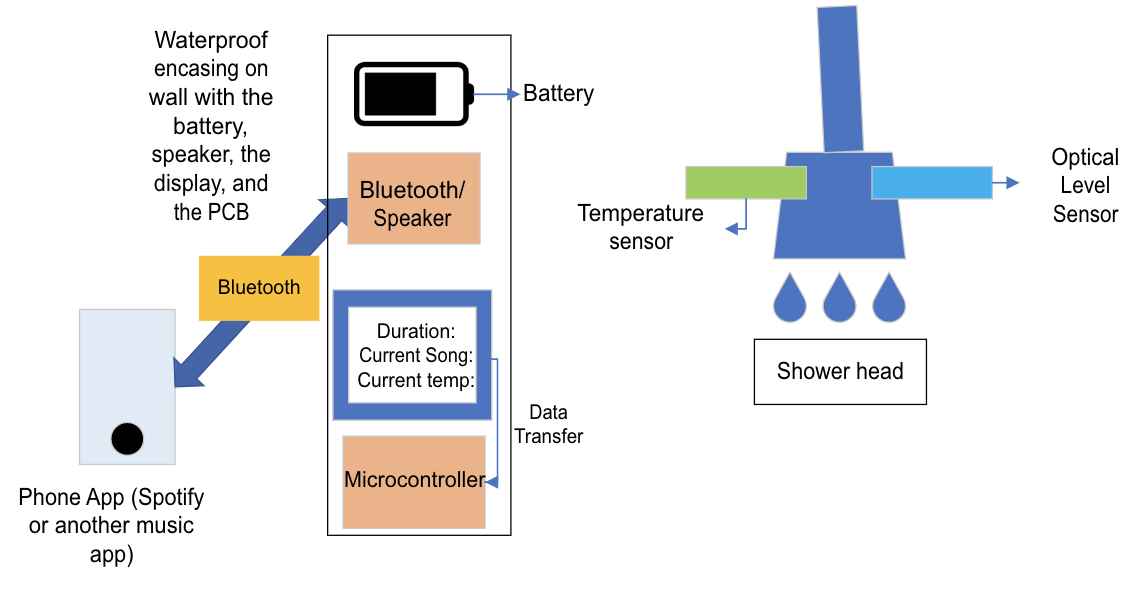 Waterproof
encasing on
wall with the
battery,
speaker, the
display, and
the PCB
Battery
Bluetooth/
Speaker
Bluetooth
Duration:
Current Song:
Current temp:
Data
Transfer
Microcontroller
Phone App (Spotify
or another music
app)
Temperature
sensor
Optical
Level
Sensor
Shower head